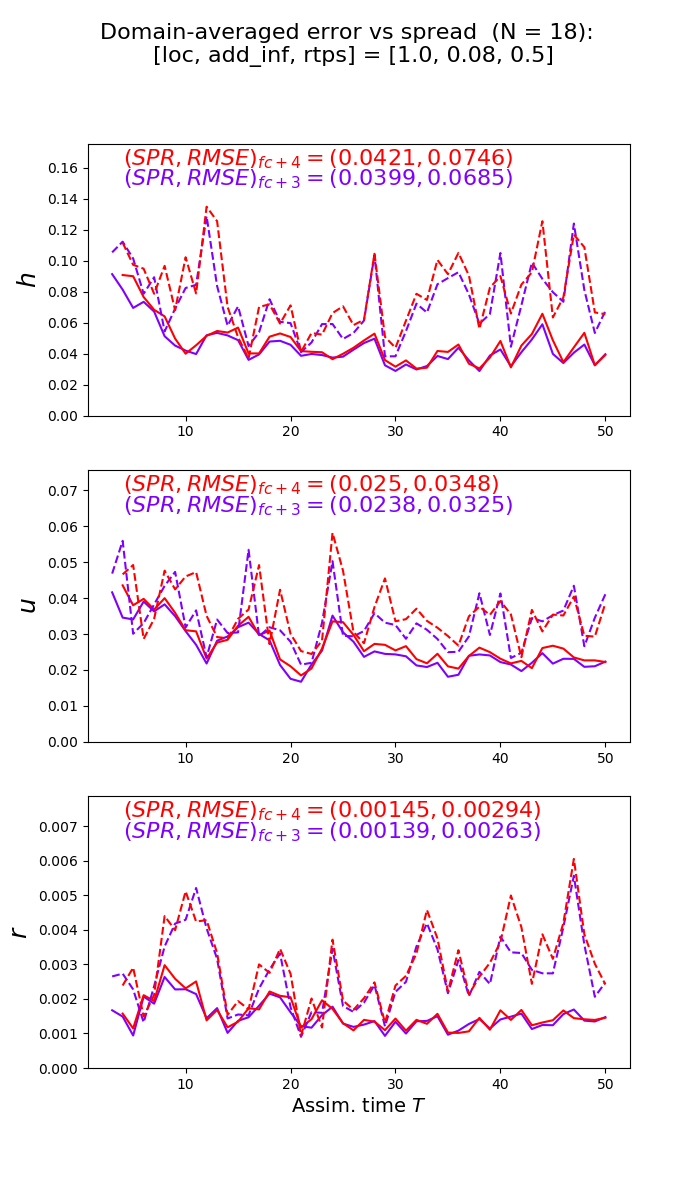 Domain-averaged error vs spread (N = 18):
[loc, add_inf, rtps] = [1.0, 0.08, 0.5]
(SPR, RMSE)fc+4 = (0.0421, 0.0746)
(SPR, RMSE)fc+3 = (0.0399, 0.0685)
0.16
0.14
0.12
0.10
0.08
0.06
0.04
0.02
0.00
h
10 20 30 40 50
(SPR, RMSE)fc+4 = (0.025, 0.0348)
(SPR, RMSE)fc+3 = (0.0238, 0.0325)
0.07
0.06
0.05
0.04
0.03
0.02
0.01
0.00
u
10 20 30 40 50
(SPR, RMSE)fc+4 = (0.00145, 0.00294)
(SPR, RMSE)fc+3 = (0.00139, 0.00263)
0.007
0.006
0.005
0.004
0.003
0.002
0.001
0.000
r
10 20 30 40 50
Assim. time T